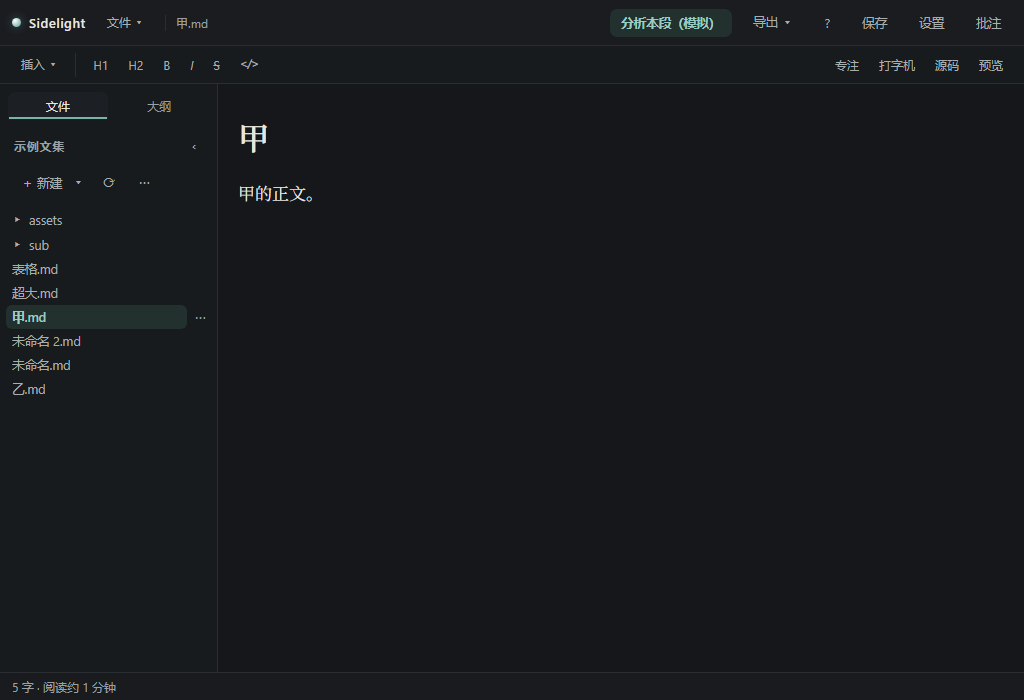 Sidelight 文件 甲.md 分析本段（模拟） 导出 ? 保存 设置 批注
插入 H1 H2 B I S </> 专注 打字机 源码 预览
文件 大纲
示例文集 ‹
+ 新建 ⟳ ···
assets
sub
表格.md
超大.md
甲.md ···
未命名 2.md
未命名.md
乙.md
甲
甲的正文。
5 字 · 阅读约 1 分钟